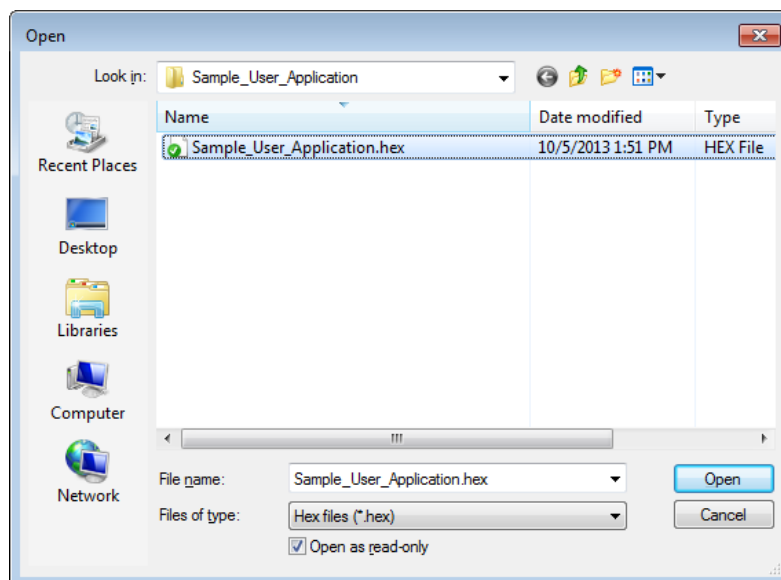 Open
Look in: Sample_User_Application
Name Date modified Type
Sample_User_Application.hex 10/5/2013 1:51 PM HEX File
Recent Places
Desktop
Libraries
Computer
Network
File name: Sample_User_Application.hex Open
Files of type: Hex files (*.hex) Cancel
Open as read-only